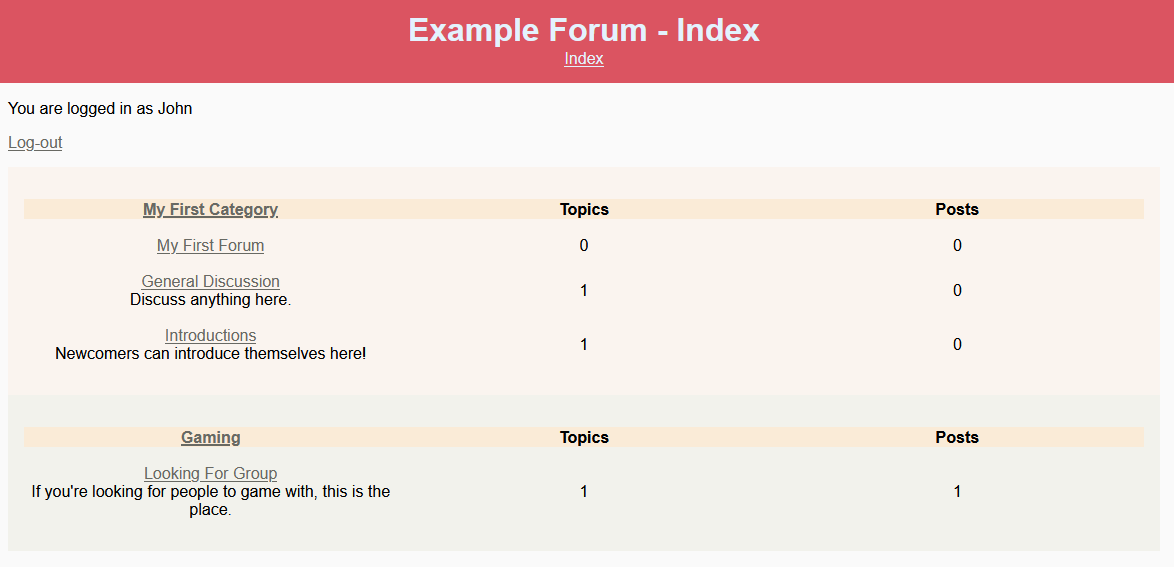 Example Forum - Index
Index
You are logged in as John
Log-out
My First Category Topics Posts
My First Forum 0 0
General Discussion
Discuss anything here.
1 0
Introductions
Newcomers can introduce themselves here!
1 0
Gaming Topics Posts
Looking For Group
If you're looking for people to game with, this is the
place.
1 1